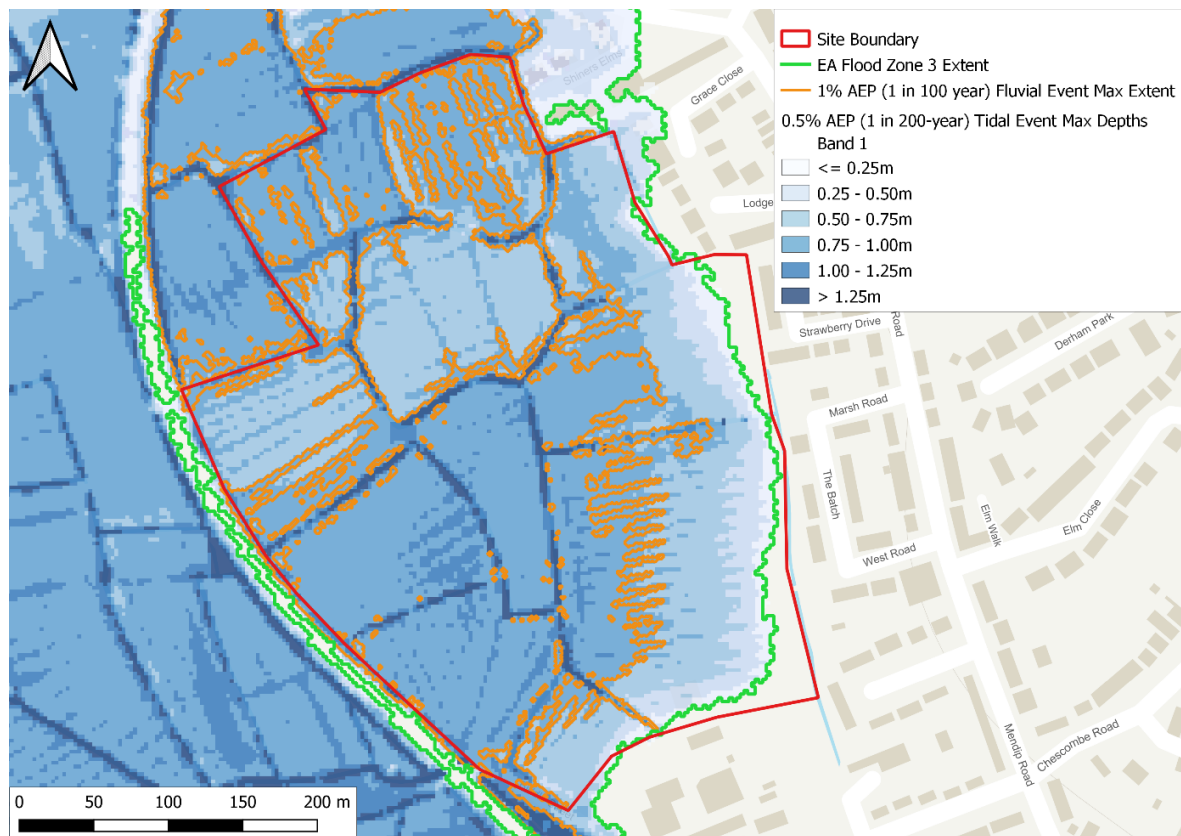 Site Boundary
EA Flood Zone 3 Extent
1% AEP (1 in 100 year) Fluvial Event Max Extent
0.5% AEP (1 in 200-year) Tidal Event Max Depths
Band 1
<= 0.25m
0.25 - 0.50m
0.50 - 0.75m
0.75 - 1.00m
1.00 - 1.25m
> 1.25m
Shiners Elms
Grace Close
Lodge
Road
Strawberry Drive
Derham Park
Marsh Road
The Batch
Elm Walk
Elm Close
West Road
Mendip Road
Chescombe Road
0 50 100 150 200 m